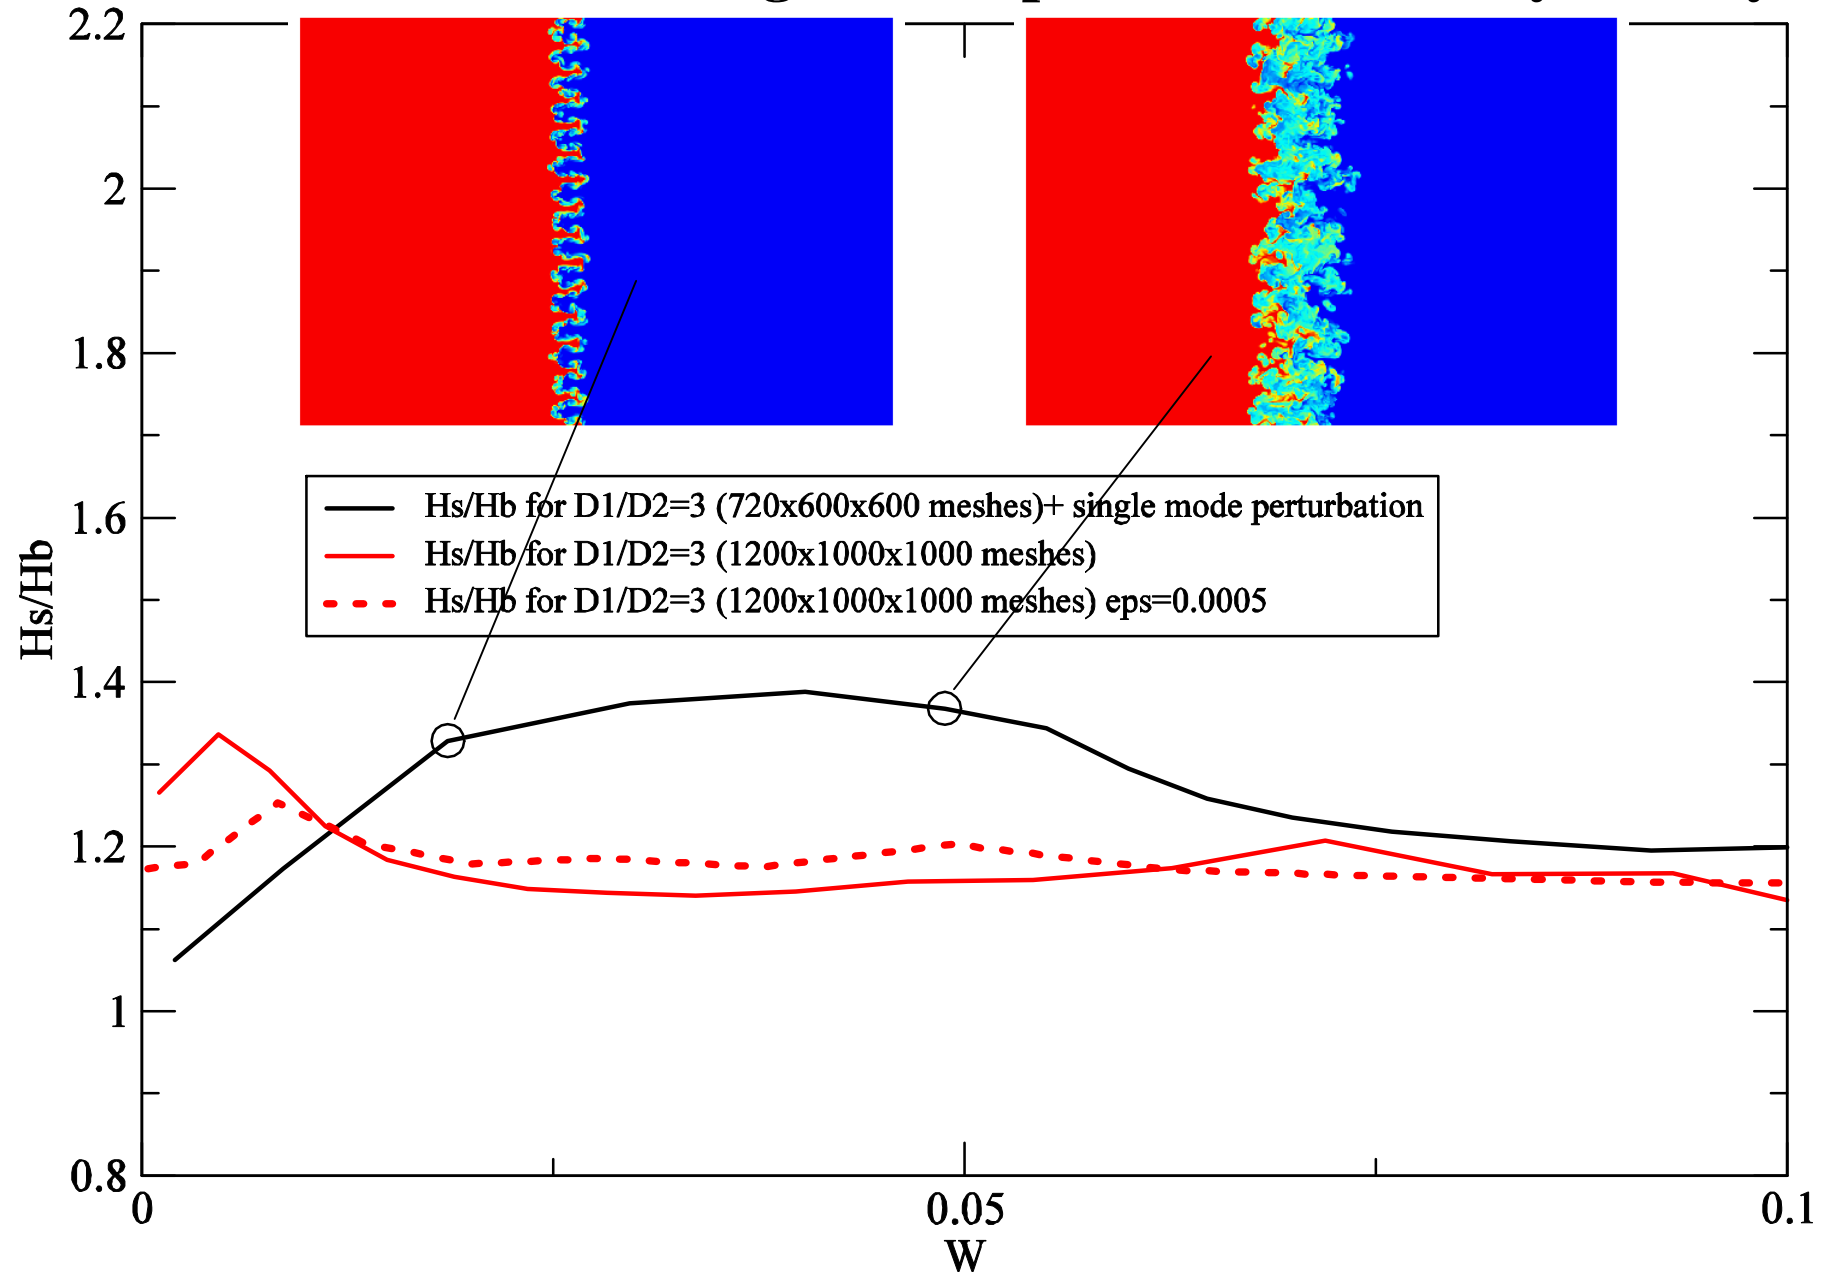 2.2
2
1.8
1.6
1.4
1.2
1
0.8
Hs/Hb
Hs/Hb for D1/D2=3 (720x600x600 meshes)+ single mode perturbation
Hs/Hb for D1/D2=3 (1200x1000x1000 meshes)
Hs/Hb for D1/D2=3 (1200x1000x1000 meshes) eps=0.0005
0
0.05
0.1
W